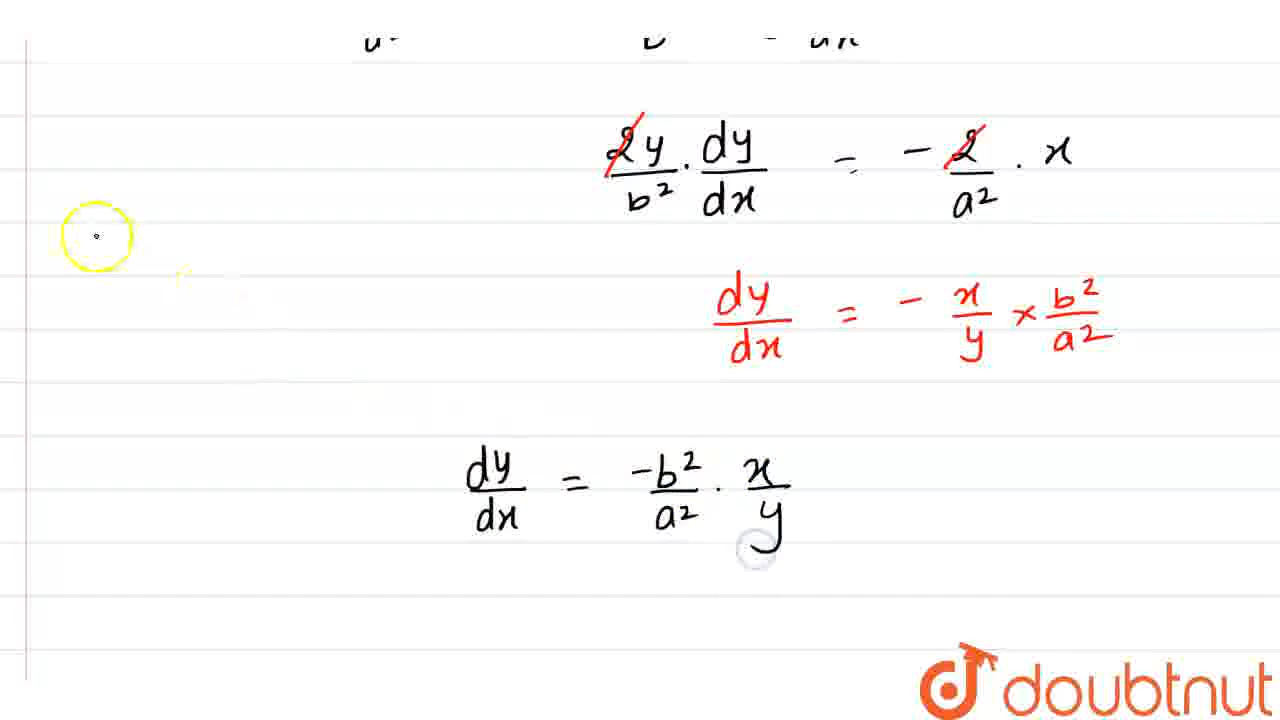 2y/b² · dy/dx = - 2/a² · x
dy/dx = - x/y × b²/a²
dy/dx = -b²/a² · x/y
doubtnut